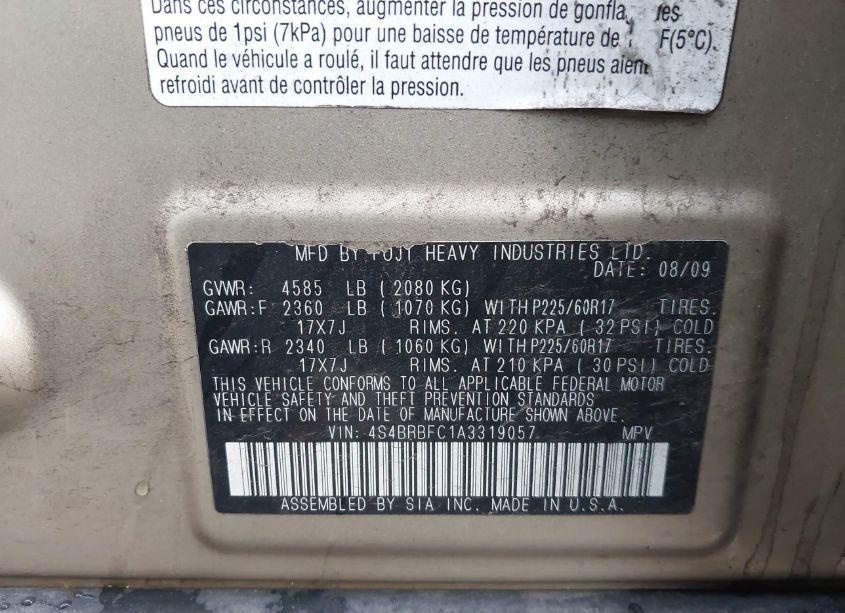 Dans ces circonstances, augmenter la pression de gonfla les
pneus de 1psi (7kPa) pour une baisse de température de F(5°C).
Quand le véhicule a roulé, il faut attendre que les pneus aient
refroidi avant de contrôler la pression.
MFD BY FUJI HEAVY INDUSTRIES LTD.
DATE: 08/09
GVWR: 4585 LB ( 2080 KG)
GAWR:F 2360 LB ( 1070 KG) WITHP225/60R17 TIRES.
17X7J RIMS. AT 220 KPA ( 32 PSI) COLD
GAWR:R 2340 LB ( 1060 KG) WITHP225/60R17 TIRES.
17X7J RIMS. AT 210 KPA ( 30 PSI) COLD
THIS VEHICLE CONFORMS TO ALL APPLICABLE FEDERAL MOTOR
VEHICLE SAFETY AND THEFT PREVENTION STANDARDS
IN EFFECT ON THE DATE OF MANUFACTURE SHOWN ABOVE.
VIN: 4S4BRBFC1A3319057 MPV
ASSEMBLED BY SIA INC. MADE IN U.S.A.